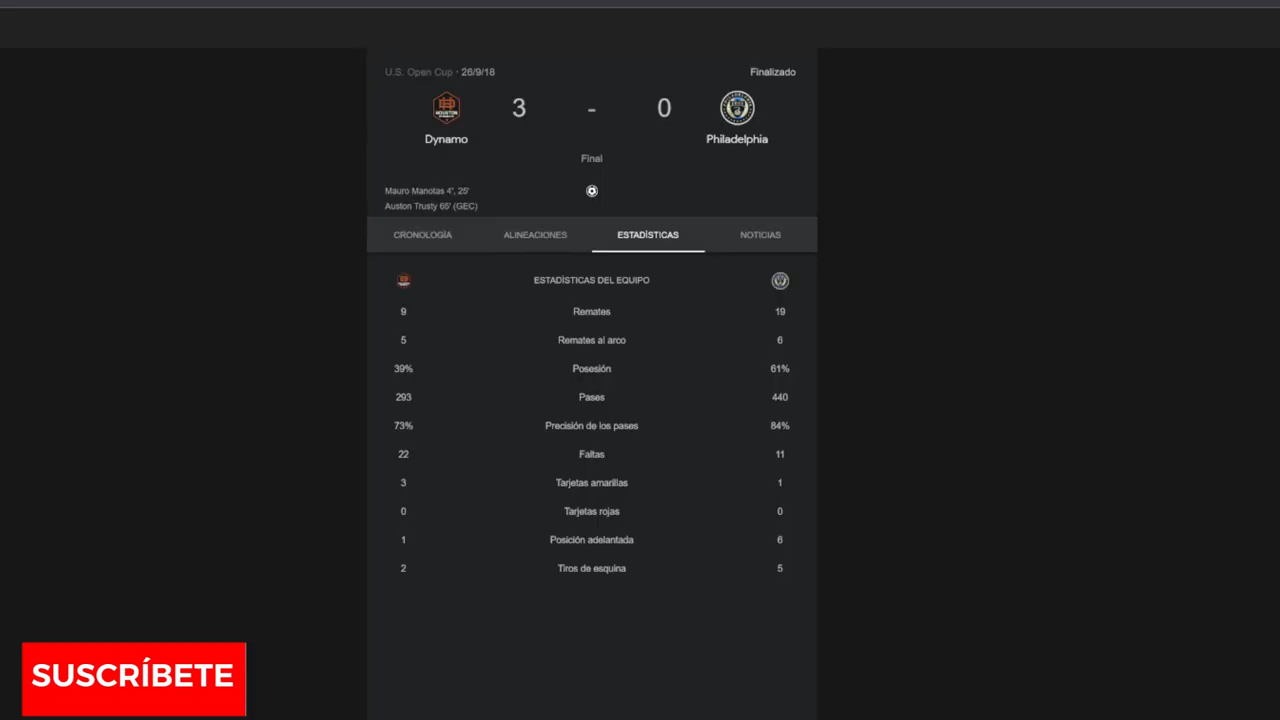 U.S. Open Cup · 26/9/18 Finalizado
HOUSTON
3 - 0
Dynamo Philadelphia
Final
Mauro Manotas 4', 25'
Auston Trusty 65' (GEC)
CRONOLOGÍA ALINEACIONES ESTADÍSTICAS NOTICIAS
ESTADÍSTICAS DEL EQUIPO
9 Remates 19
5 Remates al arco 6
39% Posesión 61%
293 Pases 440
73% Precisión de los pases 84%
22 Faltas 11
3 Tarjetas amarillas 1
0 Tarjetas rojas 0
1 Posición adelantada 6
2 Tiros de esquina 5
SUSCRÍBETE